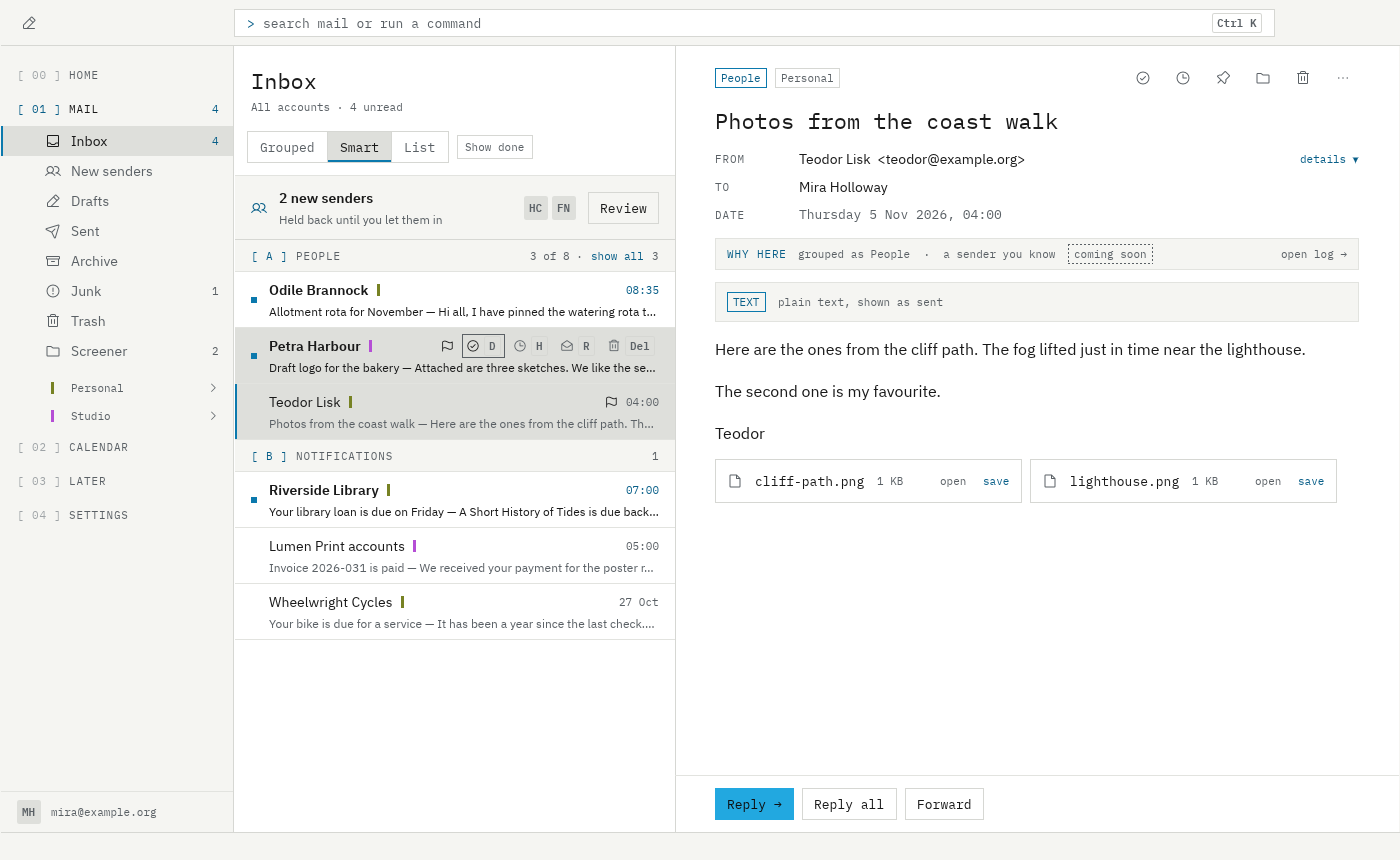 > search mail or run a command Ctrl K
[ 00 ] HOME
[ 01 ] MAIL 4
Inbox 4
New senders
Drafts
Sent
Archive
Junk 1
Trash
Screener 2
Personal
Studio
[ 02 ] CALENDAR
[ 03 ] LATER
[ 04 ] SETTINGS
MH mira@example.org
Inbox
All accounts · 4 unread
Grouped Smart List Show done
2 new senders
Held back until you let them in
HC FN Review
[ A ] PEOPLE 3 of 8 · show all 3
Odile Brannock 08:35
Allotment rota for November — Hi all, I have pinned the watering rota t…
Petra Harbour D H R Del
Draft logo for the bakery — Attached are three sketches. We like the se…
Teodor Lisk 04:00
Photos from the coast walk — Here are the ones from the cliff path. Th…
[ B ] NOTIFICATIONS 1
Riverside Library 07:00
Your library loan is due on Friday — A Short History of Tides is due back…
Lumen Print accounts 05:00
Invoice 2026-031 is paid — We received your payment for the poster r…
Wheelwright Cycles 27 Oct
Your bike is due for a service — It has been a year since the last check.…
People Personal
Photos from the coast walk
FROM Teodor Lisk <teodor@example.org> details ▾
TO Mira Holloway
DATE Thursday 5 Nov 2026, 04:00
WHY HERE grouped as People · a sender you know coming soon open log →
TEXT plain text, shown as sent
Here are the ones from the cliff path. The fog lifted just in time near the lighthouse.
The second one is my favourite.
Teodor
cliff-path.png 1 KB open save
lighthouse.png 1 KB open save
Reply → Reply all Forward